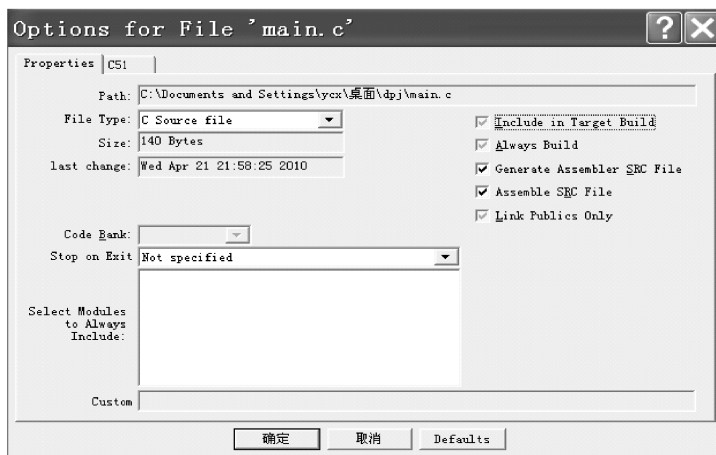 Options for File 'main.c'
Properties C51
Path: C:\Documents and Settings\ycx\桌面\dpj\main.c
File Type: C Source file
Include in Target Build
Size: 140 Bytes
Always Build
last change: Wed Apr 21 21:58:25 2010
Generate Assembler SRC File
Assemble SRC File
Link Publics Only
Code Bank:
Stop on Exit Not specified
Select Modules
to Always
Include:
Custom
确定 取消 Defaults